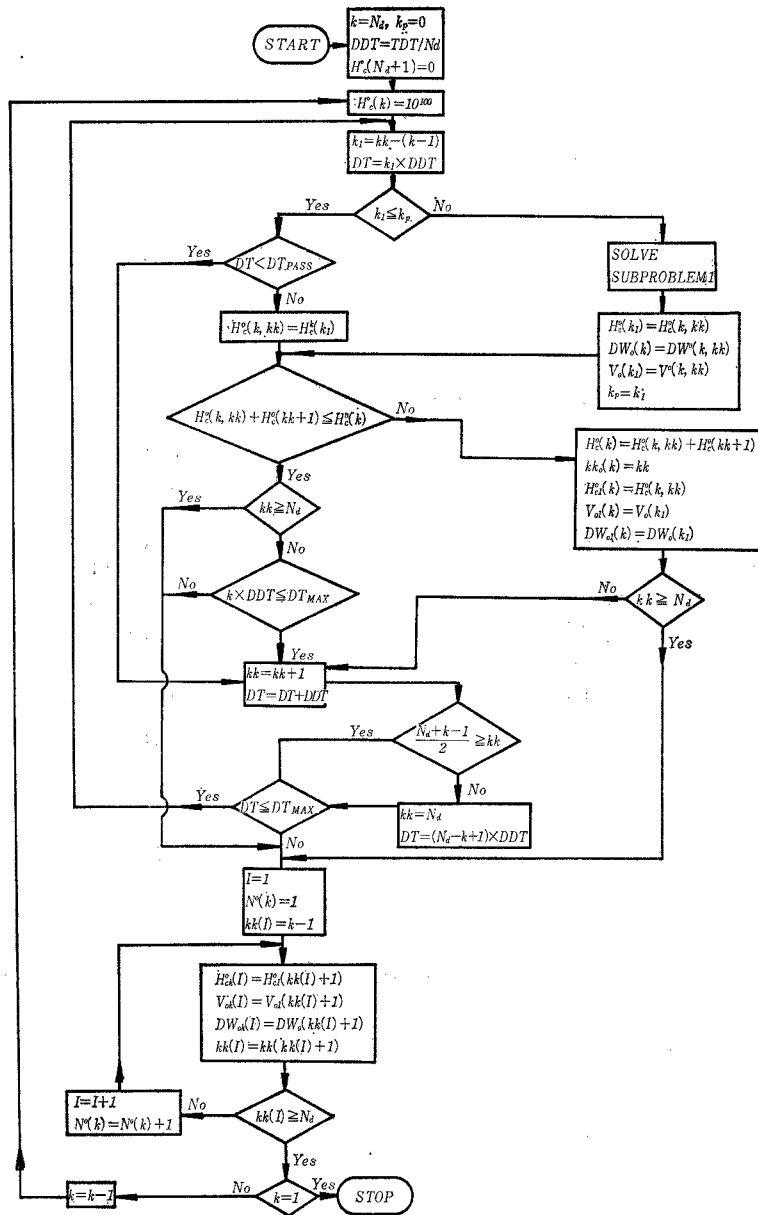 START
k=N_d, k_p=0
DDT=TDT/Nd
H°_c(N_d+1)=0
H°_c(k)=10^100
k_1=kk-(k-1)
DT=k_1×DDT
k_1≦k_p.
Yes
No
DT<DT_PASS
Yes
No
SOLVE
SUBPROBLEM1
H°_c(k,kk)=H°_c(k_1)
H°_c(k_1)=H°_c(k,kk)
DW_o(k)=DW°(k,kk)
V_o(k_1)=V°(k,kk)
k_p=k_1
H°_c(k,kk)+H°_c(kk+1)≦H°_c(k)
No
Yes
H°_c(k)=H°_c(k,kk)+H°_c(kk+1)
kk_o(k)=kk
H°_c1(k)=H°_c(k,kk)
V_o1(k)=V_o(k_1)
DW_o1(k)=DW_o(k_1)
kk≧N_d
Yes
No
k×DDT≦DT_MAX
No
Yes
kk≧N_d
No
Yes
kk=kk+1
DT=DT+DDT
N_d+k-1
2
≧kk
Yes
No
DT≦DT_MAX
Yes
No
kk=N_d
DT=(N_d-k+1)×DDT
I=1
N°(k)=1
kk(I)=k-1
H°_ck(I)=H°_c1(kk(I)+1)
V_ok(I)=V_o1(kk(I)+1)
DW_ok(I)=DW_o(kk(I)+1)
kk(I)=kk(kk(I)+1)
I=I+1
N°(k)=N°(k)+1
No
kk(I)≧N_d
Yes
k=k-1
No
k=1
Yes
STOP